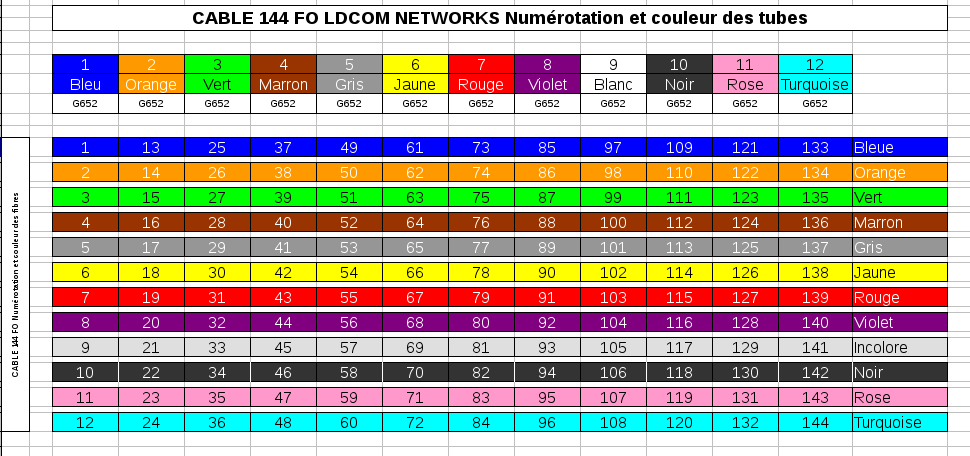 CABLE 144 FO LDCOM NETWORKS Numérotation et couleur des tubes
1 2 3 4 5 6 7 8 9 10 11 12
Bleu Orange Vert Marron Gris Jaune Rouge Violet Blanc Noir Rose Turquoise
G652 G652 G652 G652 G652 G652 G652 G652 G652 G652 G652 G652
CABLE 144 FO Numérotation et couleur des fibres
1 13 25 37 49 61 73 85 97 109 121 133 Bleue
2 14 26 38 50 62 74 86 98 110 122 134 Orange
3 15 27 39 51 63 75 87 99 111 123 135 Vert
4 16 28 40 52 64 76 88 100 112 124 136 Marron
5 17 29 41 53 65 77 89 101 113 125 137 Gris
6 18 30 42 54 66 78 90 102 114 126 138 Jaune
7 19 31 43 55 67 79 91 103 115 127 139 Rouge
8 20 32 44 56 68 80 92 104 116 128 140 Violet
9 21 33 45 57 69 81 93 105 117 129 141 Incolore
10 22 34 46 58 70 82 94 106 118 130 142 Noir
11 23 35 47 59 71 83 95 107 119 131 143 Rose
12 24 36 48 60 72 84 96 108 120 132 144 Turquoise